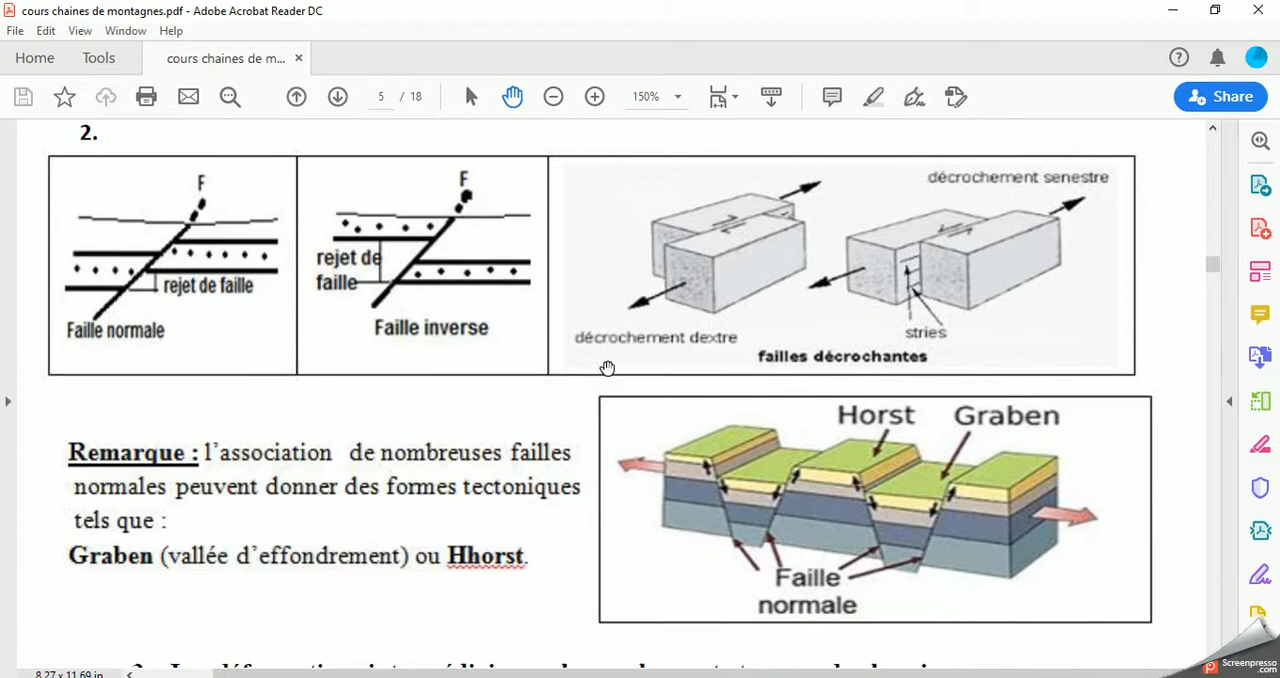 cours chaines de montagnes.pdf - Adobe Acrobat Reader DC
File Edit View Window Help
Home Tools cours chaines de m... ×
5 / 18 150% Share
2.
F
rejet de faille
Faille normale
F
rejet de
faille
Faille inverse
décrochement senestre
décrochement dextre
stries
failles décrochantes
Remarque : l'association de nombreuses failles
normales peuvent donner des formes tectoniques
tels que :
Graben (vallée d'effondrement) ou Hhorst.
Horst Graben
Faille
normale
8.27 x 11.69 in
Screenpresso
.com